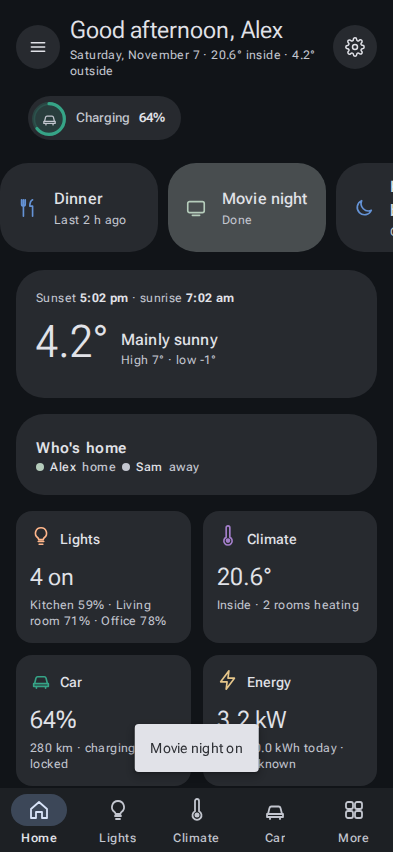 Good afternoon, Alex
Saturday, November 7 · 20.6° inside · 4.2°
outside
Charging 64%
Dinner
Last 2 h ago
Movie night
Done
Sunset 5:02 pm · sunrise 7:02 am
4.2°
Mainly sunny
High 7° · low -1°
Who's home
Alex home Sam away
Lights
4 on
Kitchen 59% · Living
room 71% · Office 78%
Climate
20.6°
Inside · 2 rooms heating
Car
64%
280 km · charging
locked
Energy
3.2 kW
kWh today ·
Movie night on
Home
Lights
Climate
Car
More